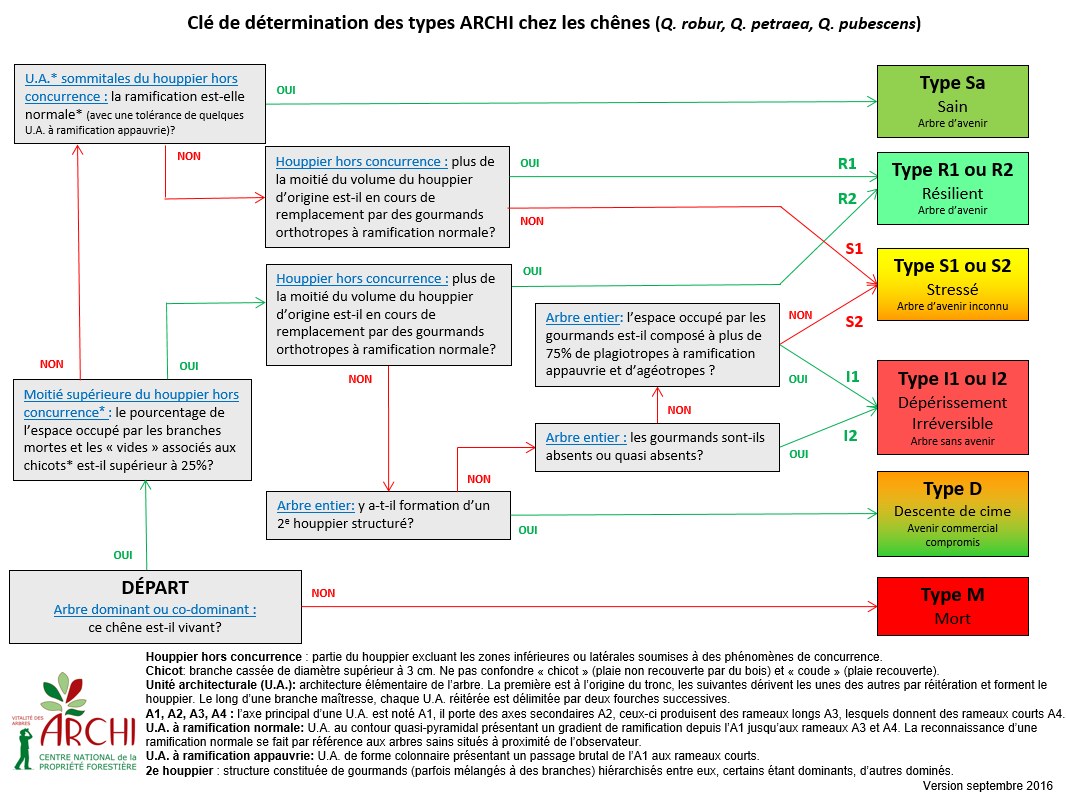 Clé de détermination des types ARCHI chez les chênes (Q. robur, Q. petraea, Q. pubescens)
U.A.* sommitales du houppier hors
concurrence : la ramification est-elle
normale* (avec une tolérance de quelques
U.A. à ramification appauvrie)?
OUI
Type Sa
Sain
Arbre d’avenir
NON
Houppier hors concurrence : plus de
la moitié du volume du houppier
d’origine est-il en cours de
remplacement par des gourmands
orthotropes à ramification normale?
OUI
R1
R2
Type R1 ou R2
Résilient
Arbre d’avenir
NON
S1
Houppier hors concurrence : plus de
la moitié du volume du houppier
d’origine est-il en cours de
remplacement par des gourmands
orthotropes à ramification normale?
OUI
Type S1 ou S2
Stressé
Arbre d’avenir inconnu
Arbre entier: l’espace occupé par les
gourmands est-il composé à plus de
75% de plagiotropes à ramification
appauvrie et d’agéotropes ?
NON
S2
NON
OUI
Moitié supérieure du houppier hors
concurrence* : le pourcentage de
l’espace occupé par les branches
mortes et les « vides » associés aux
chicots* est-il supérieur à 25%?
NON
OUI
I1
I2
Type I1 ou I2
Dépérissement
Irréversible
Arbre sans avenir
NON
Arbre entier : les gourmands sont-ils
absents ou quasi absents?
OUI
NON
Arbre entier: y a-t-il formation d’un
2e houppier structuré?
OUI
Type D
Descente de cime
Avenir commercial
compromis
OUI
DÉPART
Arbre dominant ou co-dominant :
ce chêne est-il vivant?
NON
Type M
Mort
Houppier hors concurrence : partie du houppier excluant les zones inférieures ou latérales soumises à des phénomènes de concurrence.
Chicot: branche cassée de diamètre supérieur à 3 cm. Ne pas confondre « chicot » (plaie non recouverte par du bois) et « coude » (plaie recouverte).
Unité architecturale (U.A.): architecture élémentaire de l’arbre. La première est à l’origine du tronc, les suivantes dérivent les unes des autres par réitération et forment le
houppier. Le long d’une branche maîtresse, chaque U.A. réitérée est délimitée par deux fourches successives.
A1, A2, A3, A4 : l’axe principal d’une U.A. est noté A1, il porte des axes secondaires A2, ceux-ci produisent des rameaux longs A3, lesquels donnent des rameaux courts A4.
U.A. à ramification normale: U.A. au contour quasi-pyramidal présentant un gradient de ramification depuis l’A1 jusqu’aux rameaux A3 et A4. La reconnaissance d’une
ramification normale se fait par référence aux arbres sains situés à proximité de l’observateur.
U.A. à ramification appauvrie: U.A. de forme colonnaire présentant un passage brutal de l’A1 aux rameaux courts.
2e houppier : structure constituée de gourmands (parfois mélangés à des branches) hiérarchisés entre eux, certains étant dominants, d’autres dominés.
Version septembre 2016
VITALITÉ DES
ARBRES
ARCHI
CENTRE NATIONAL de la
PROPRIÉTÉ FORESTIÈRE